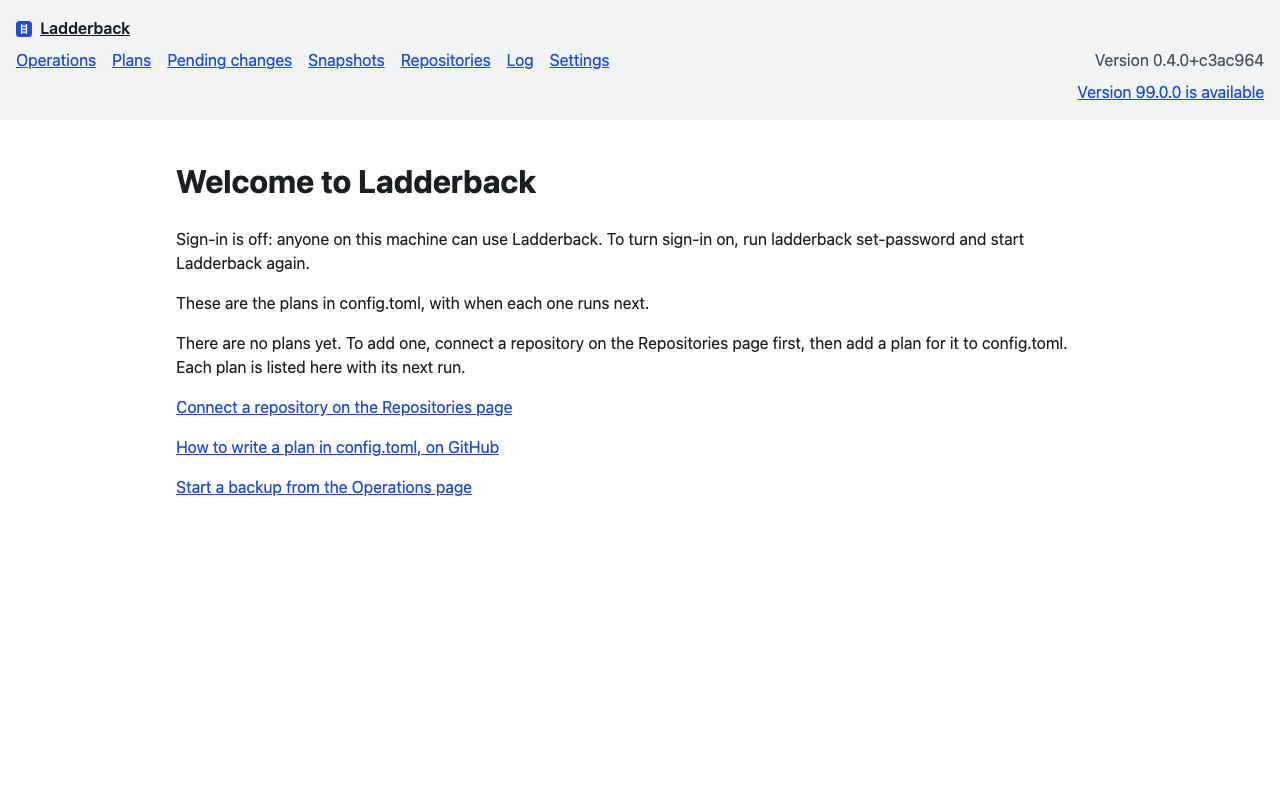 Ladderback
Operations Plans Pending changes Snapshots Repositories Log Settings Version 0.4.0+c3ac964
Version 99.0.0 is available
Welcome to Ladderback
Sign-in is off: anyone on this machine can use Ladderback. To turn sign-in on, run ladderback set-password and start
Ladderback again.
These are the plans in config.toml, with when each one runs next.
There are no plans yet. To add one, connect a repository on the Repositories page first, then add a plan for it to config.toml.
Each plan is listed here with its next run.
Connect a repository on the Repositories page
How to write a plan in config.toml, on GitHub
Start a backup from the Operations page